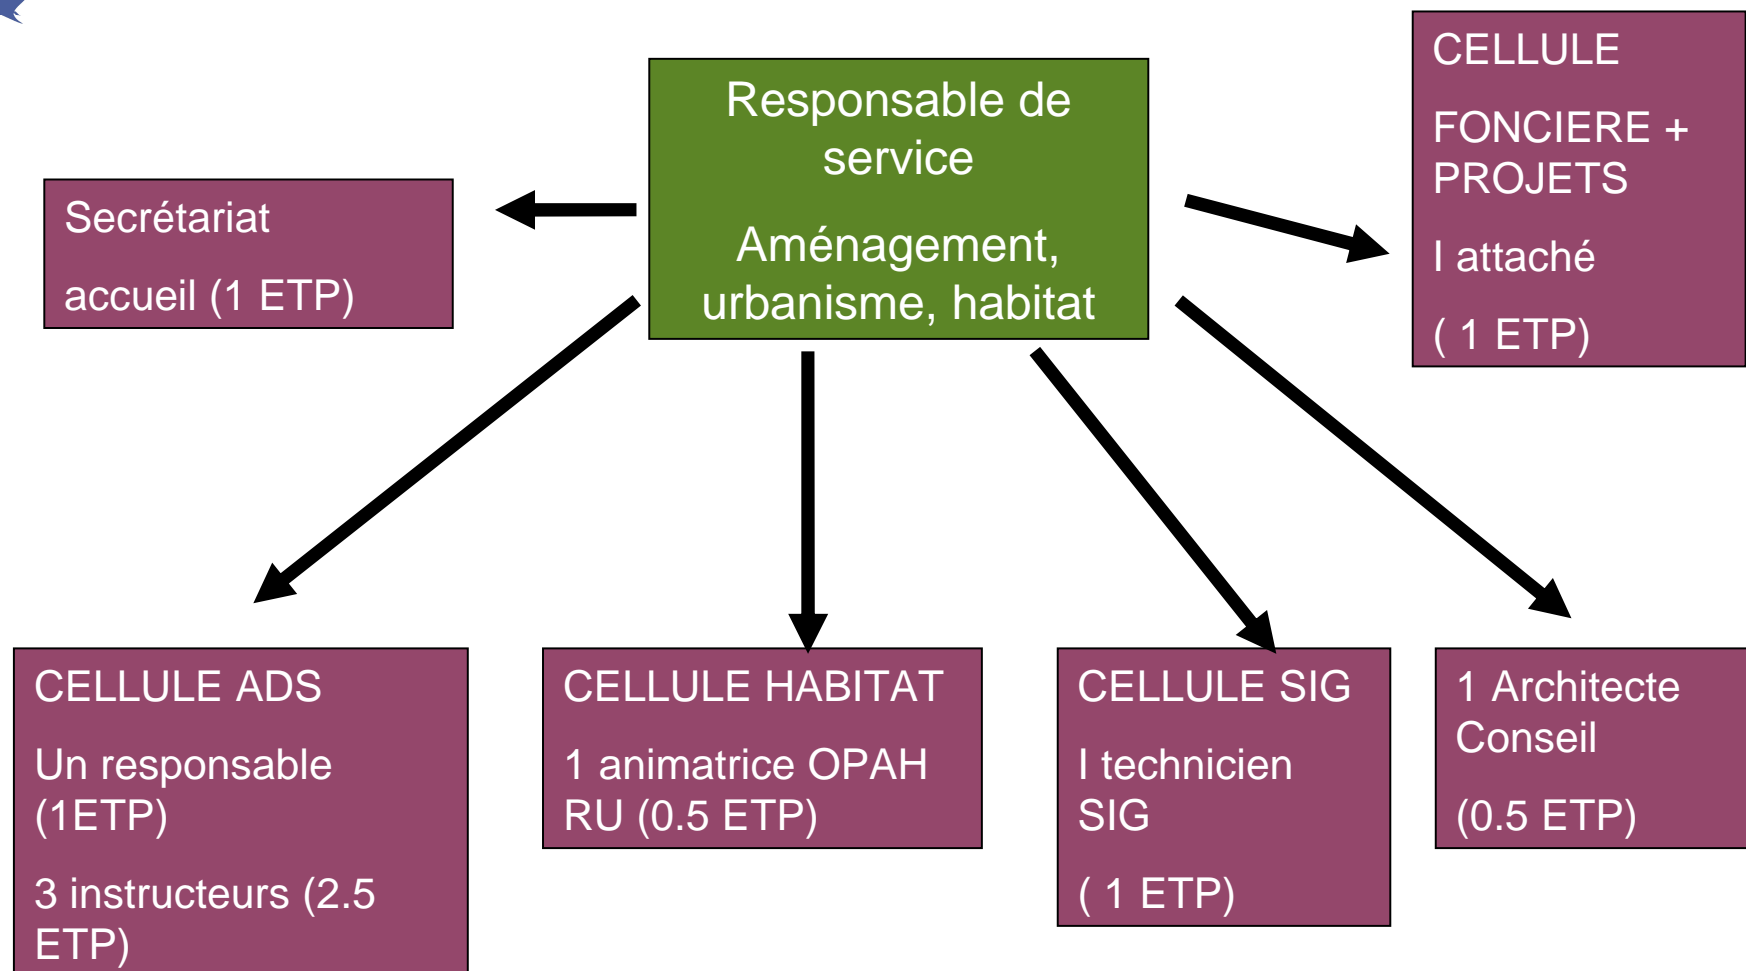 Responsable de
service
Aménagement,
urbanisme, habitat
CELLULE
FONCIERE +
PROJETS
I attaché
( 1 ETP)
Secrétariat
accueil (1 ETP)
CELLULE ADS
Un responsable
(1ETP)
3 instructeurs (2.5
ETP)
CELLULE HABITAT
1 animatrice OPAH
RU (0.5 ETP)
CELLULE SIG
I technicien
SIG
( 1 ETP)
1 Architecte
Conseil
(0.5 ETP)